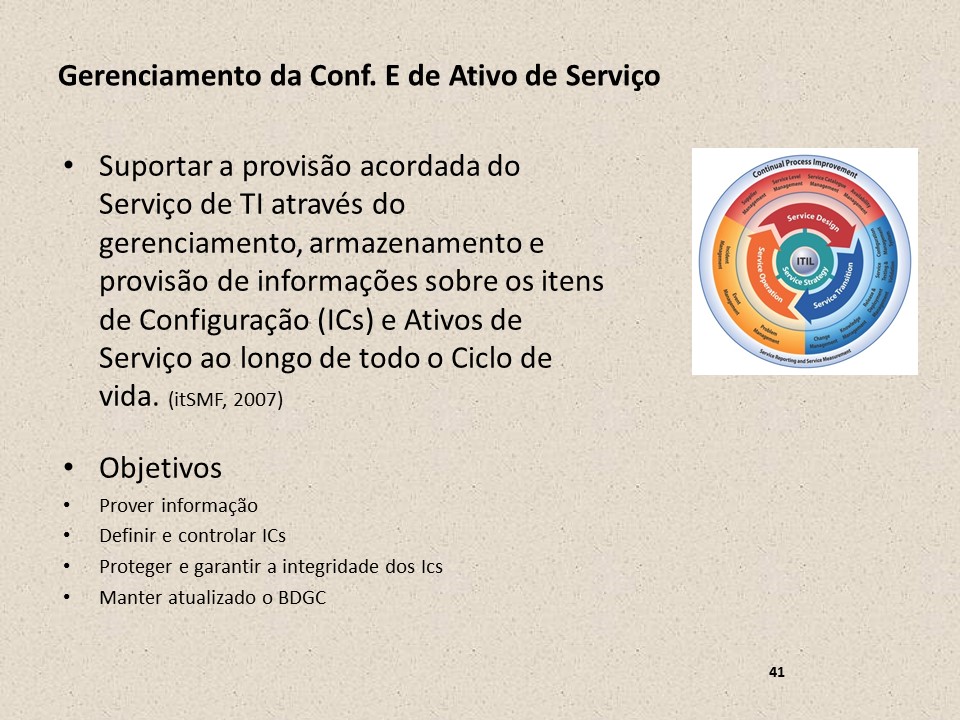 Gerenciamento da Conf. E de Ativo de Serviço
• Suportar a provisão acordada do
Serviço de TI através do
gerenciamento, armazenamento e
provisão de informações sobre os itens
de Configuração (ICs) e Ativos de
Serviço ao longo de todo o Ciclo de
vida. (itSMF, 2007)
• Objetivos
• Prover informação
• Definir e controlar ICs
• Proteger e garantir a integridade dos Ics
• Manter atualizado o BDGC
Continual Process Improvement
Supplier Management
Service Level Management
Service Catalogue Management
Availability Management
Service Design
ITIL
Service Strategy
Service Operation
Service Transition
Incident Management
Event Management
Problem Management
Change Management
Knowledge Management
Service Reporting and Service Measurement
41